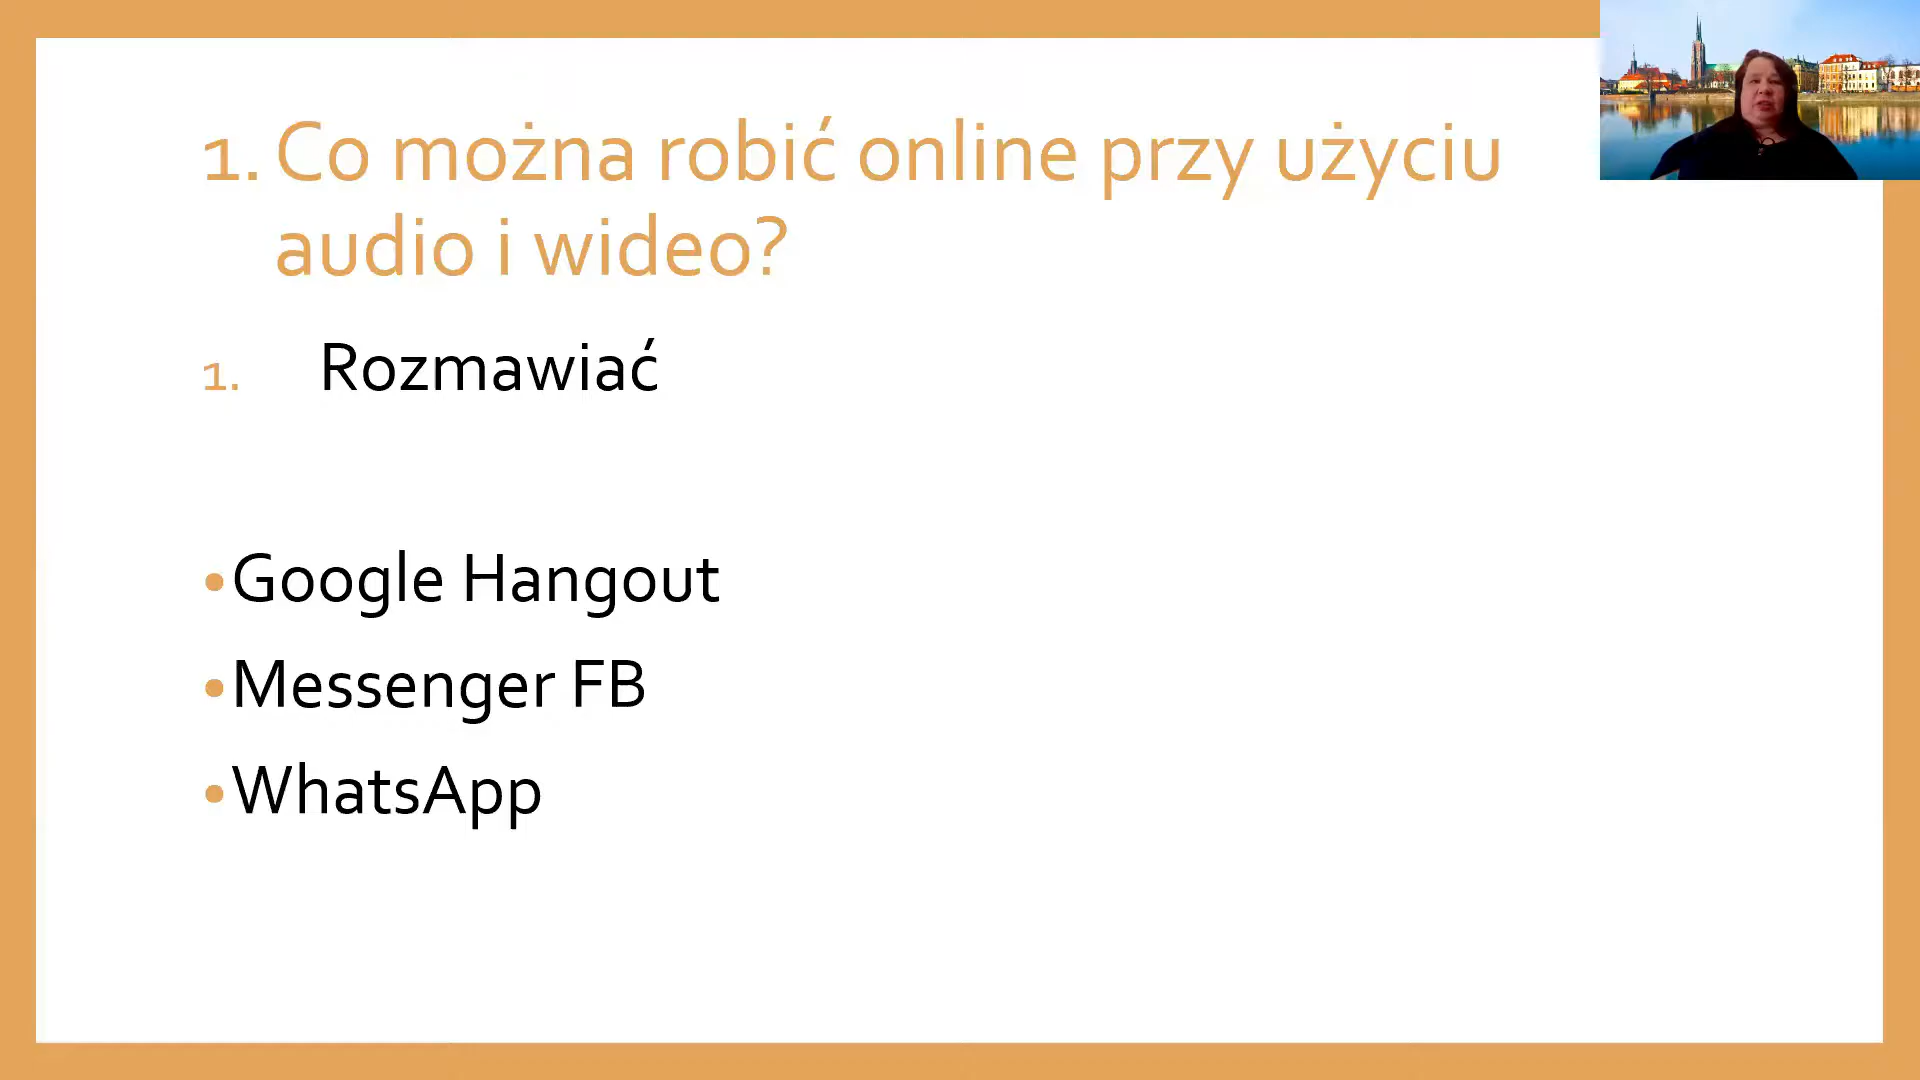 1. Co można robić online przy użyciu
audio i wideo?
1. Rozmawiać
•Google Hangout
•Messenger FB
•WhatsApp